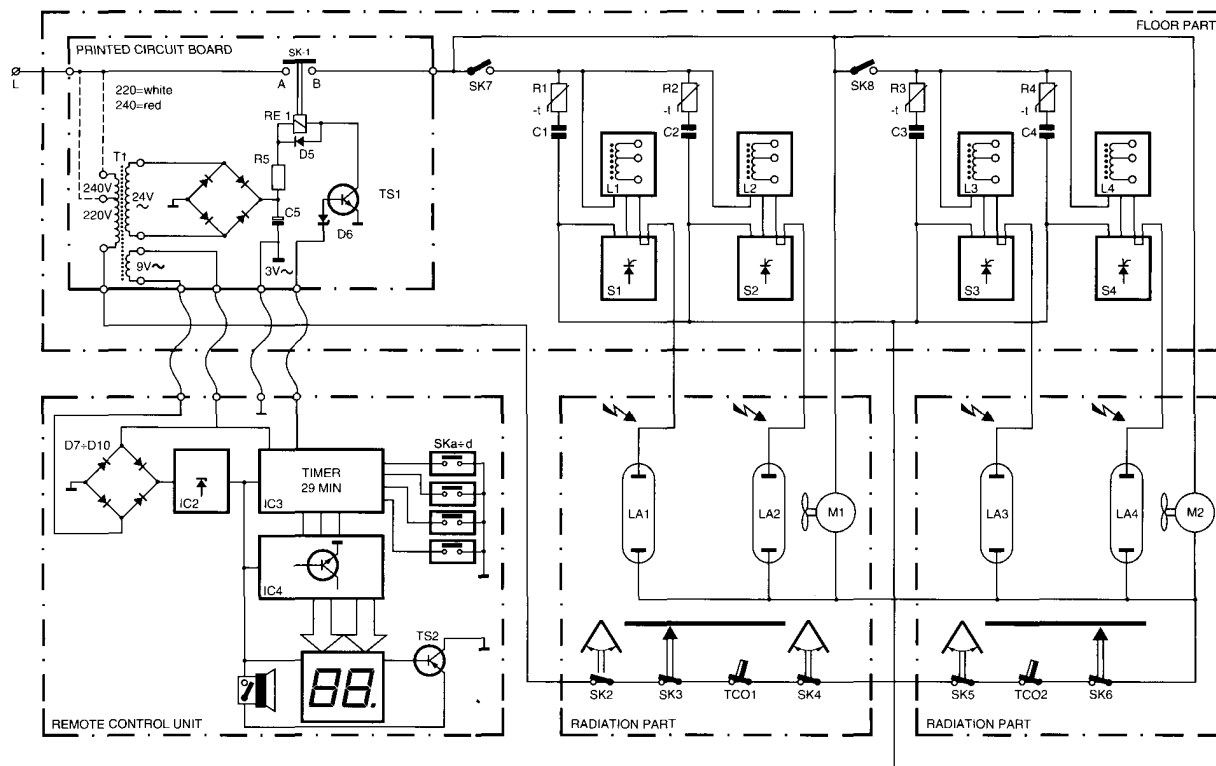 FLOOR PART
PRINTED CIRCUIT BOARD
SK-1
L
A
B
SK7
SK8
220=white
240=red
RE 1
D5
R5
T1
240V
220V
24V
~
C5
TS1
D6
9V~
3V~
R1
-t
C1
R2
-t
C2
R3
-t
C3
R4
-t
C4
L1
L2
L3
L4
S1
S2
S3
S4
D7÷D10
IC2
TIMER
29 MIN
IC3
SKa÷d
IC4
TS2
88.
REMOTE CONTROL UNIT
LA1
LA2
M1
LA3
LA4
M2
SK2
SK3
TCO1
SK4
SK5
TCO2
SK6
RADIATION PART
RADIATION PART